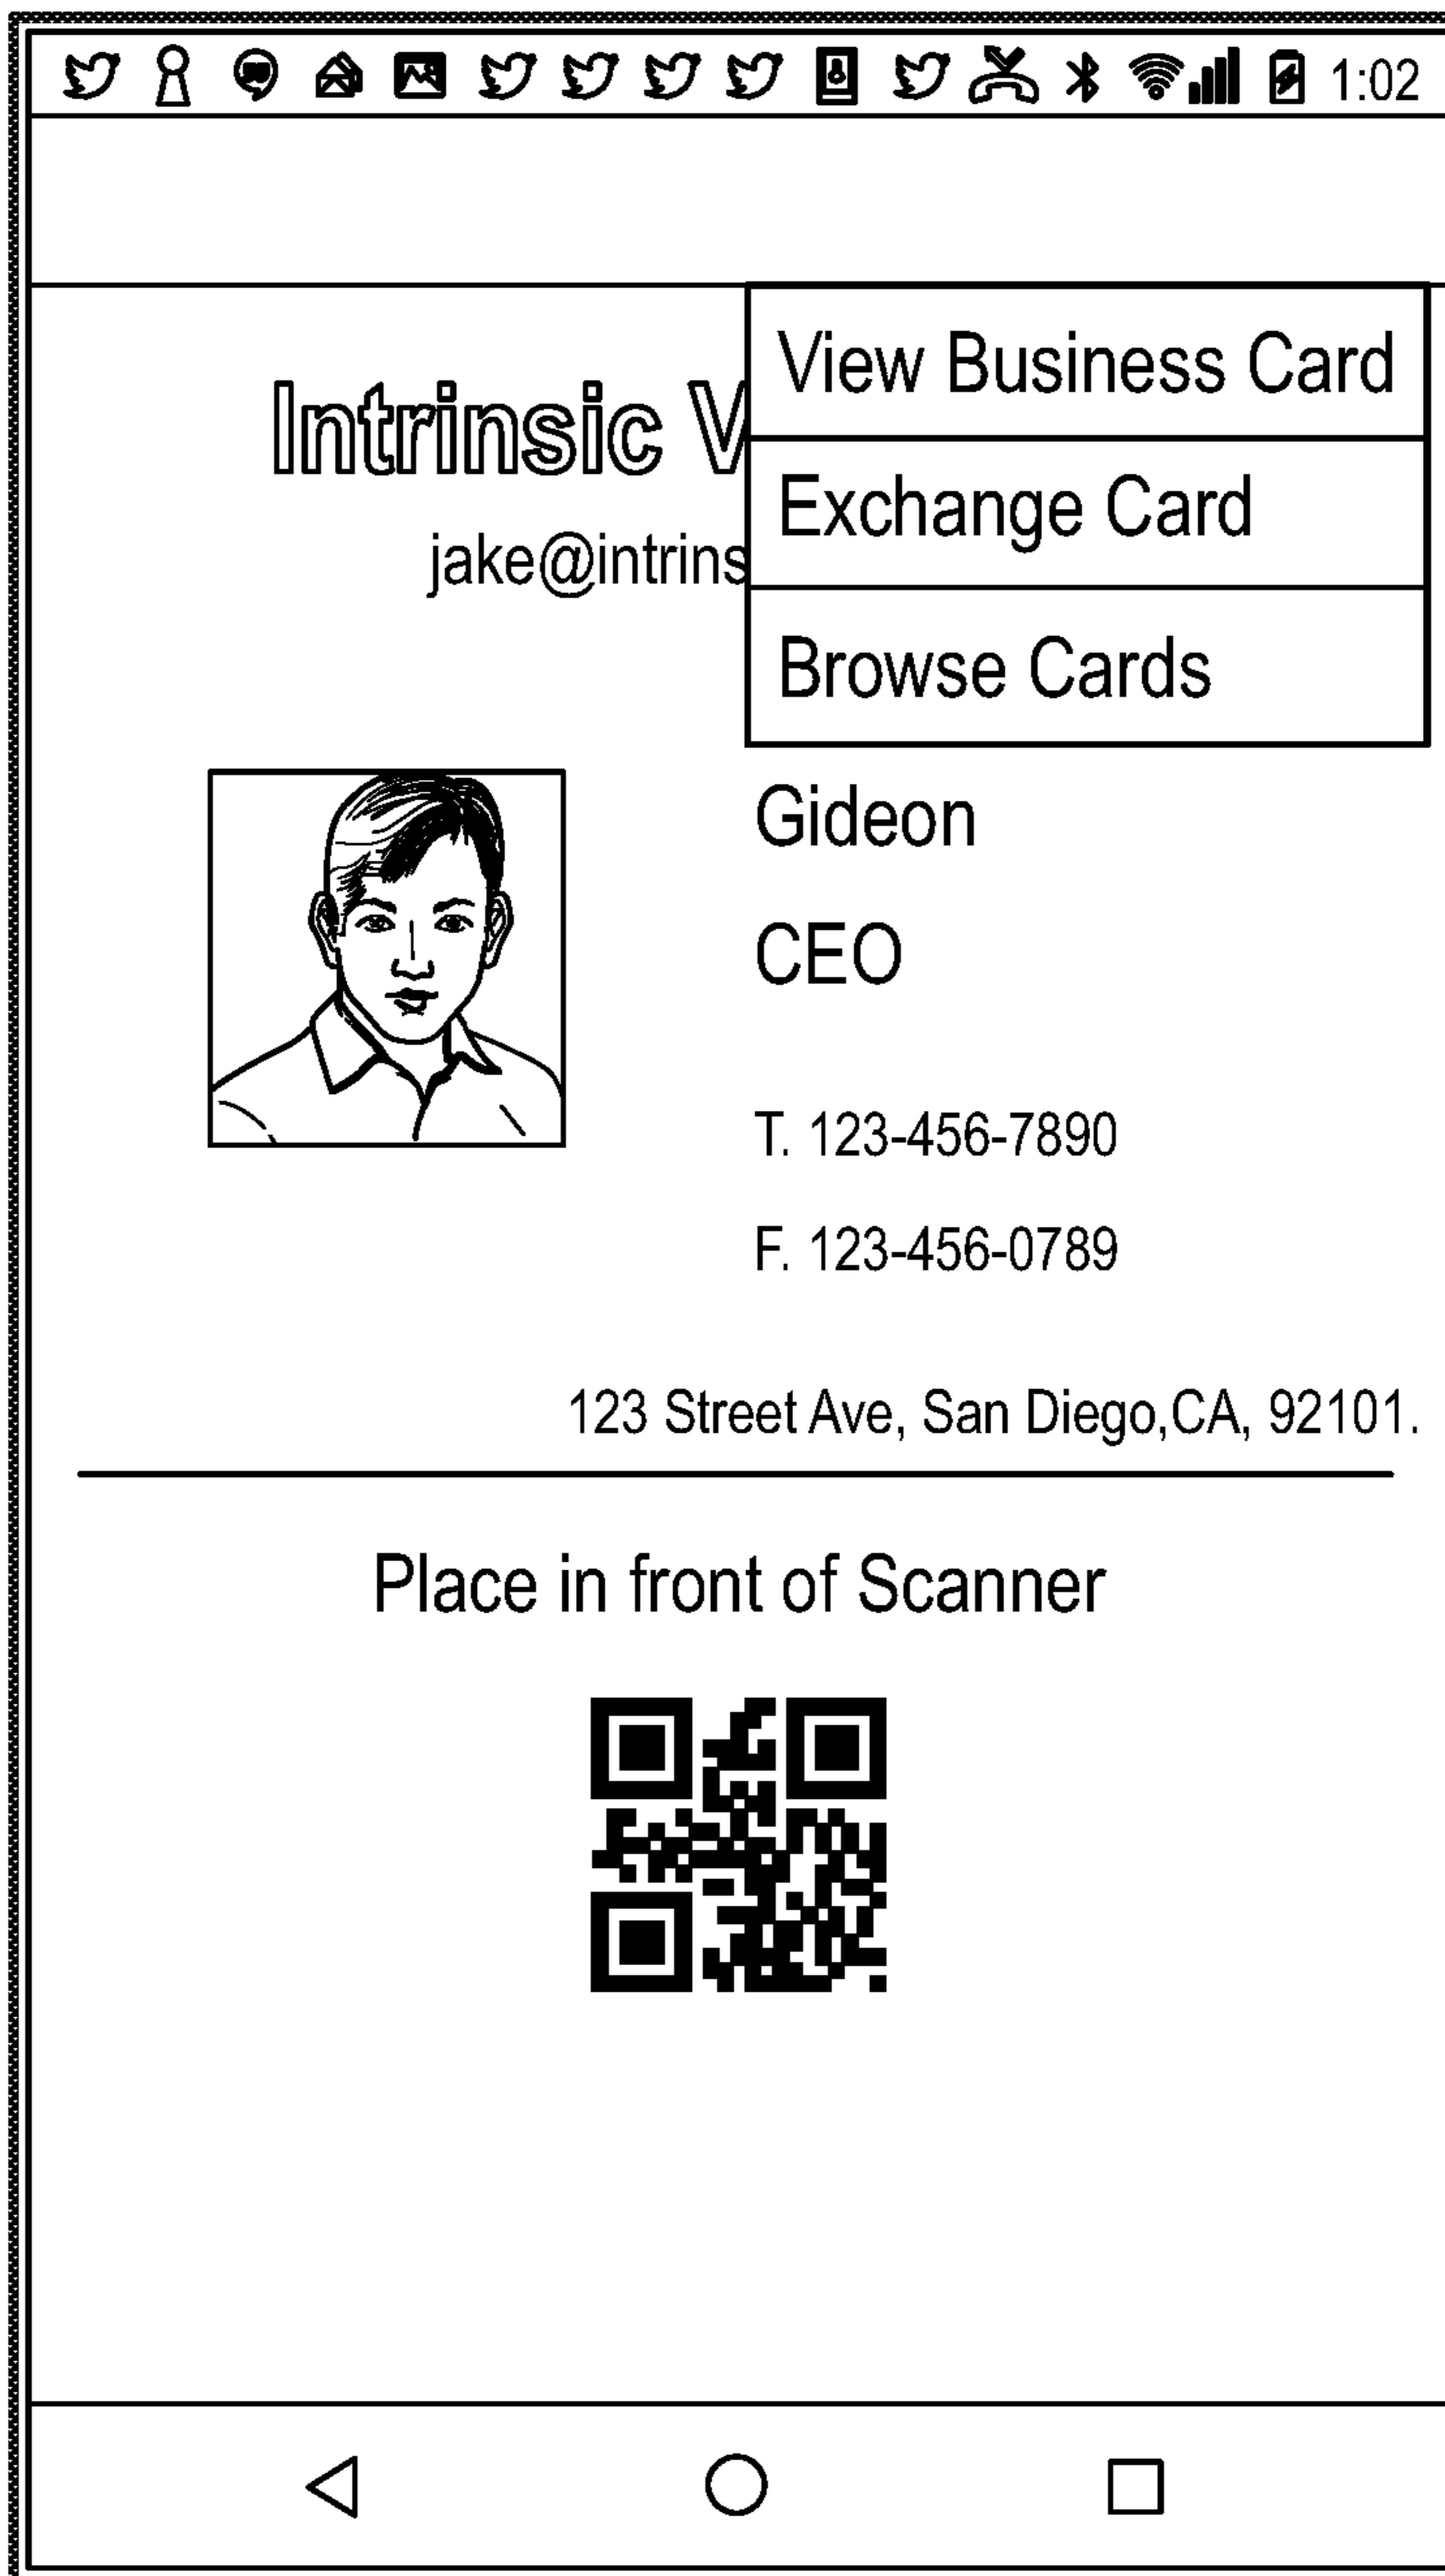 1:02
View Business Card
Intrinsic V
Exchange Card
jake@intrins
Browse Cards
Gideon
CEO
T. 123-456-7890
F. 123-456-0789
123 Street Ave, San Diego,CA, 92101.
Place in front of Scanner